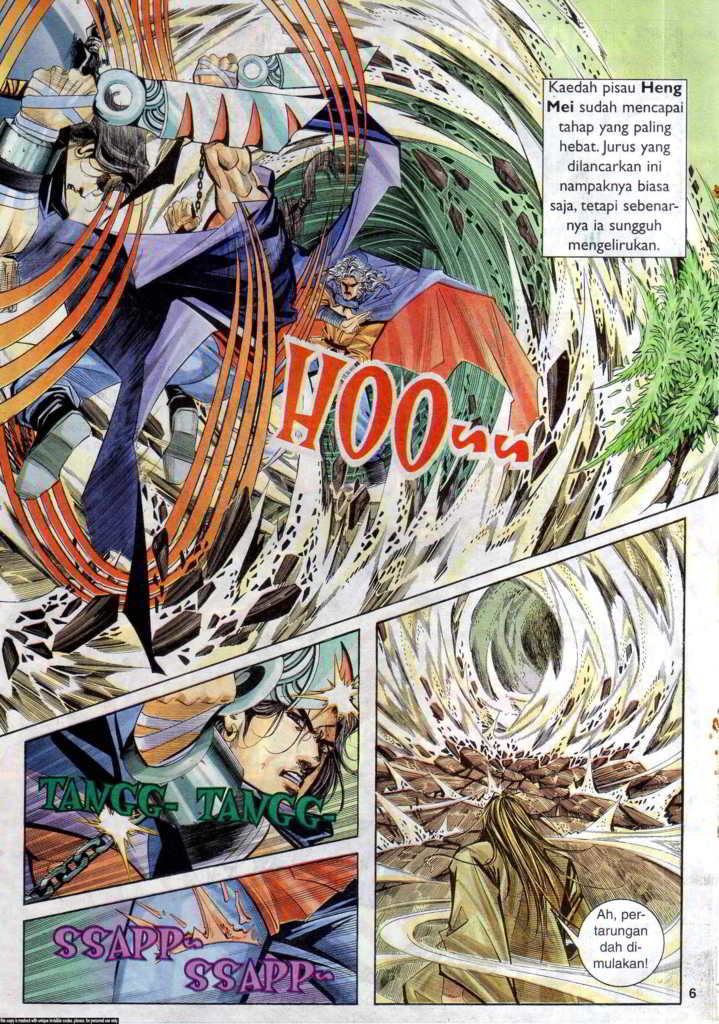 Kaedah pisau Heng
Mei sudah mencapai
tahap yang paling
hebat. Jurus yang
dilancarkan ini
nampaknya biasa
saja, tetapi sebenar-
nya ia sungguh
mengelirukan.
HOOuu
TANGG- TANGG-
SSAPP~
SSAPP~
Ah, per-
tarungan
dah di-
mulakan!
6